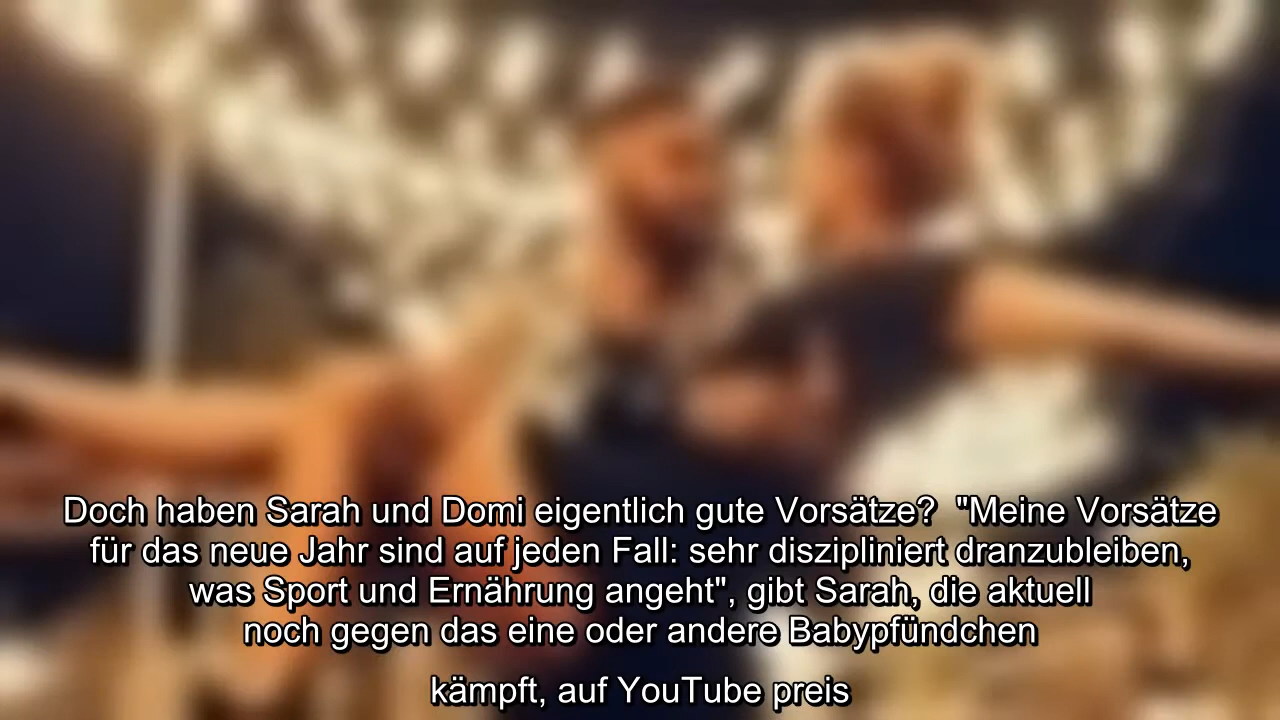 Doch haben Sarah und Domi eigentlich gute Vorsätze?  "Meine Vorsätze
für das neue Jahr sind auf jeden Fall: sehr diszipliniert dranzubleiben,
was Sport und Ernährung angeht", gibt Sarah, die aktuell
noch gegen das eine oder andere Babypfündchen
kämpft, auf YouTube preis